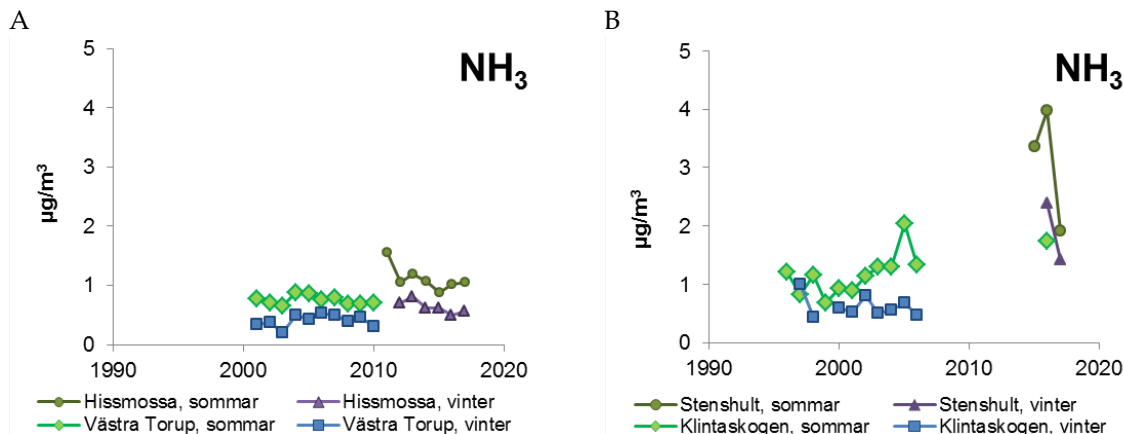 A
NH3
µg/m³
5
4
3
2
1
0
1990 2000 2010 2020
Hissmossa, sommar Hissmossa, vinter
Västra Torup, sommar Västra Torup, vinter
B
NH3
µg/m³
5
4
3
2
1
0
1990 2000 2010 2020
Stenshult, sommar Stenshult, vinter
Klintaskogen, sommar Klintaskogen, vinter